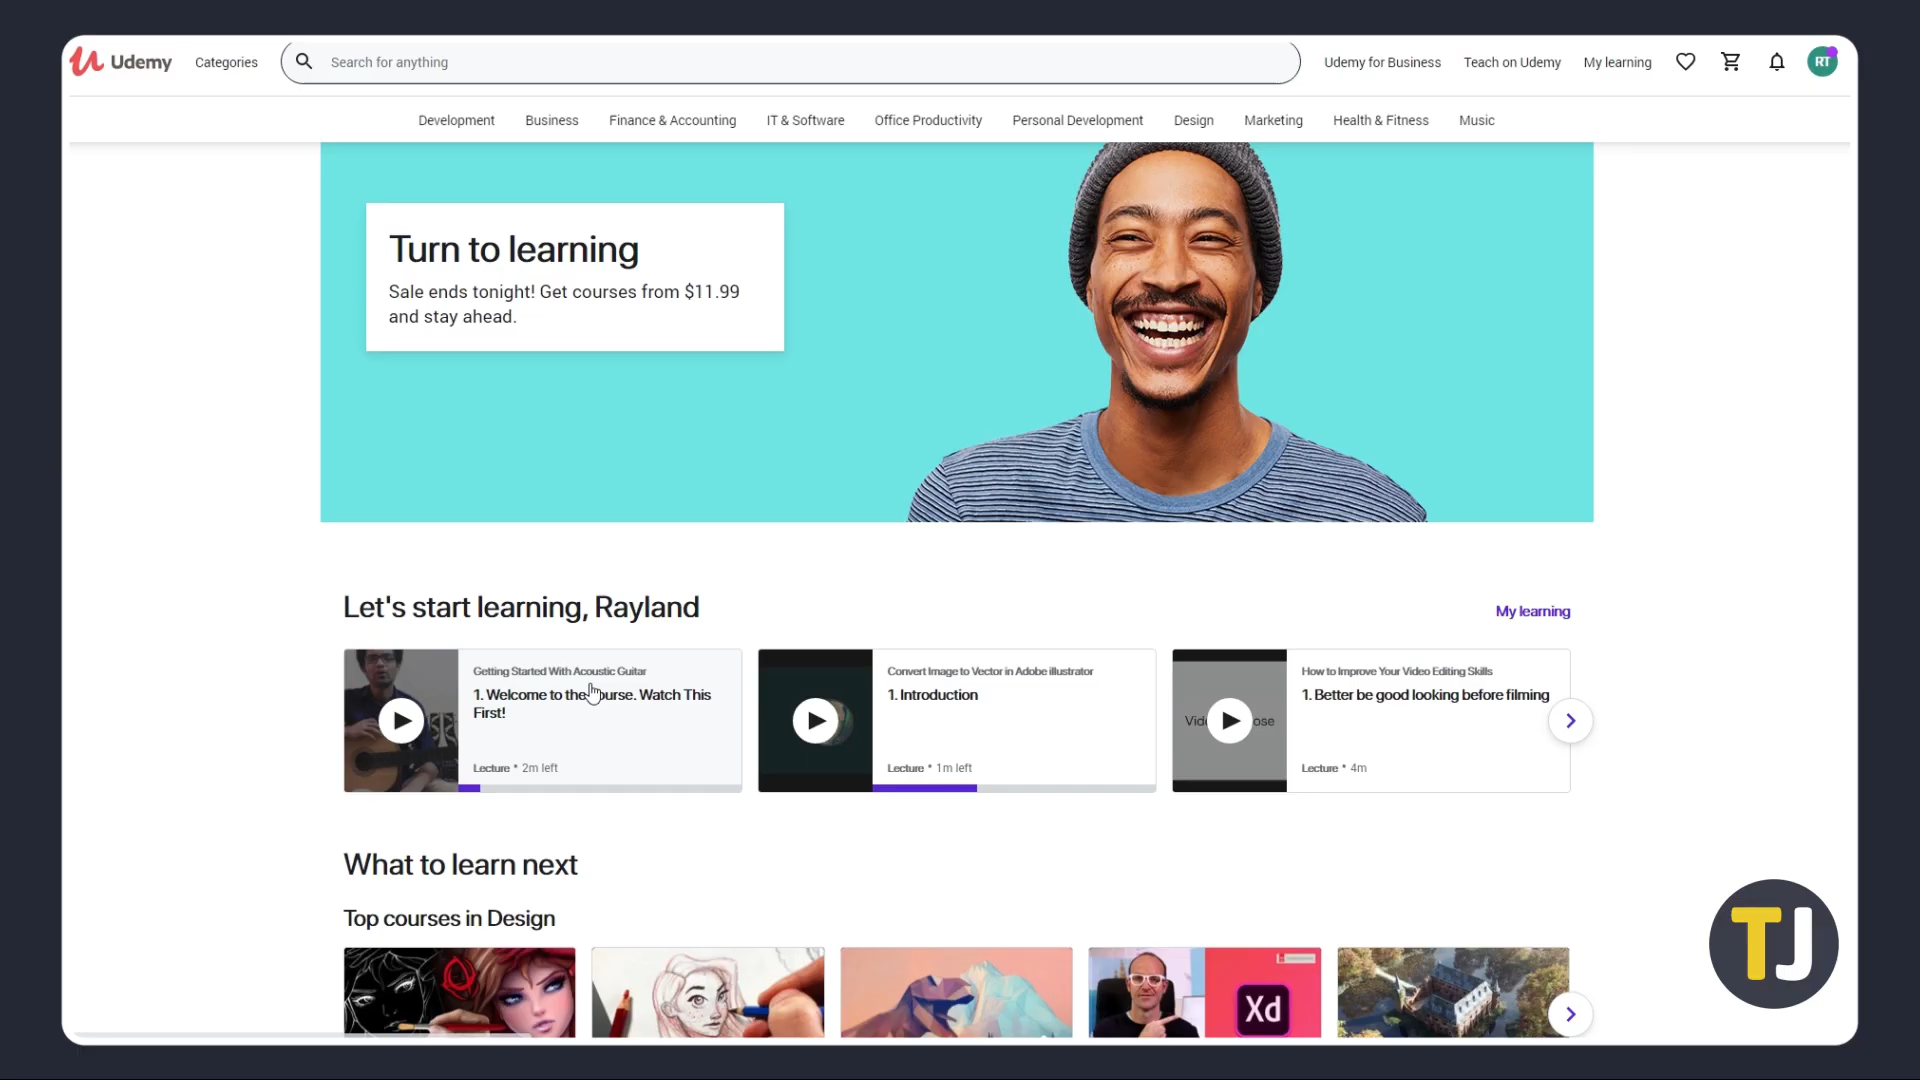 Udemy
Categories
Search for anything
Udemy for Business
Teach on Udemy
My learning
RT
Development
Business
Finance & Accounting
IT & Software
Office Productivity
Personal Development
Design
Marketing
Health & Fitness
Music
Turn to learning
Sale ends tonight! Get courses from $11.99
and stay ahead.
Let's start learning, Rayland
My learning
Getting Started With Acoustic Guitar
1. Welcome to the ourse. Watch This
First!
Lecture • 2m left
Convert Image to Vector in Adobe illustrator
1. Introduction
Lecture • 1m left
How to Improve Your Video Editing Skills
1. Better be good looking before filming
Lecture • 4m
What to learn next
Top courses in Design
Xd
TJ